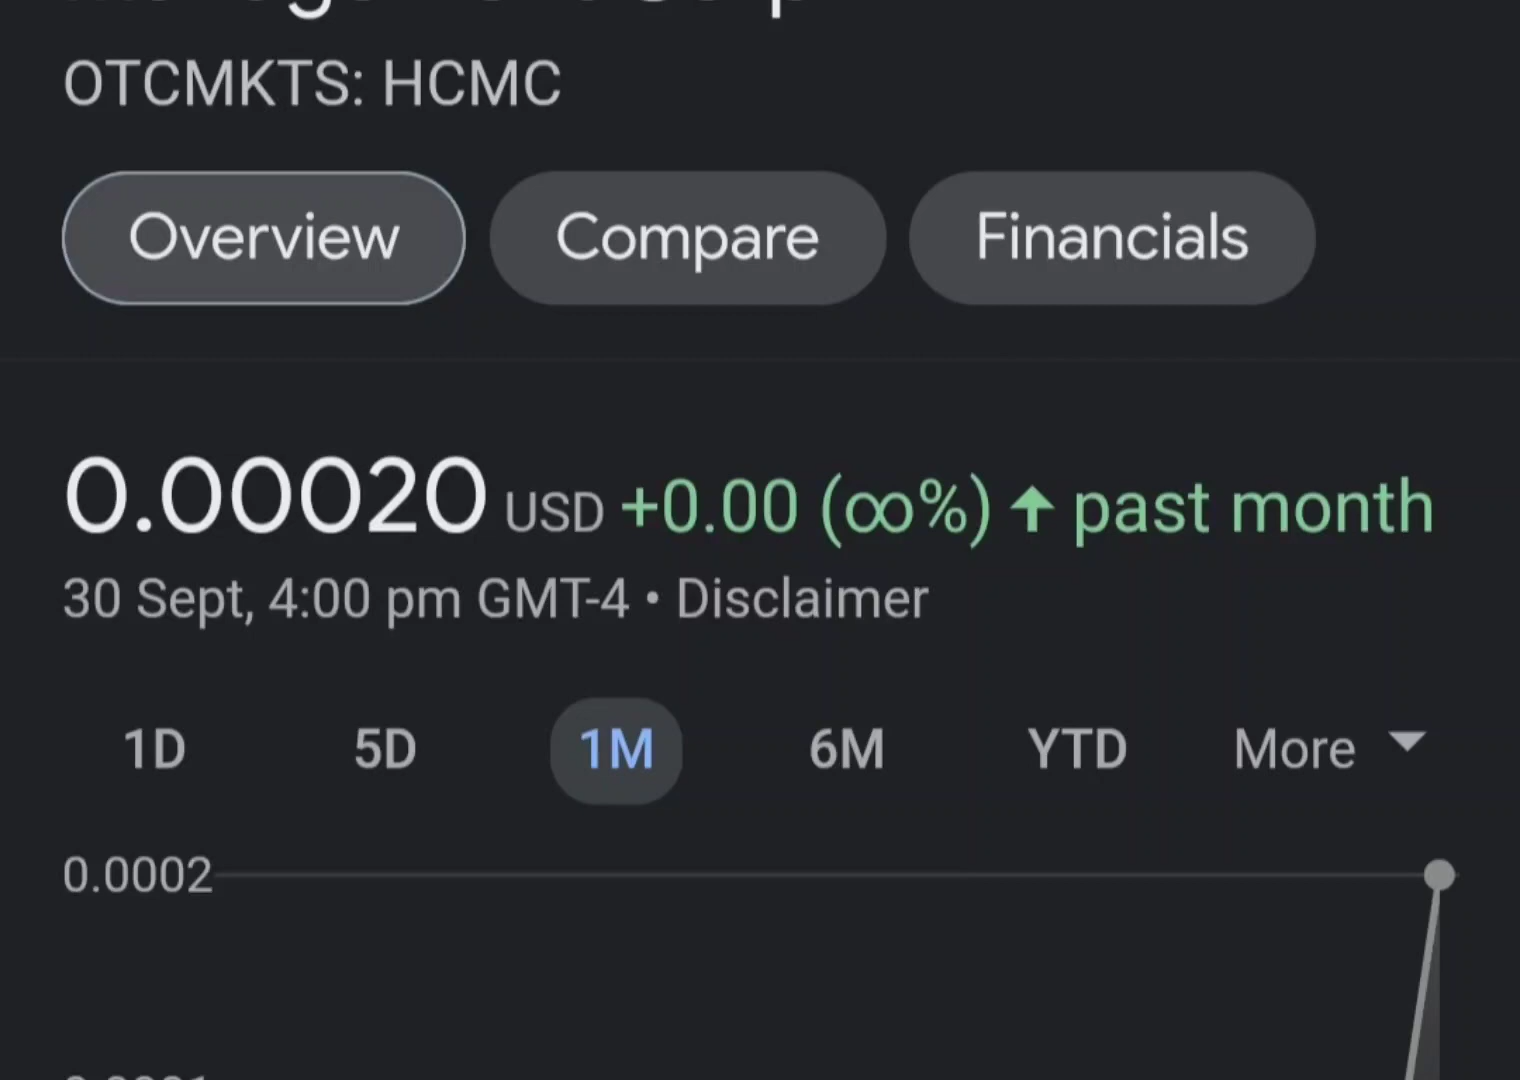 OTCMKTS: HCMC
Overview Compare Financials
0.00020 USD +0.00 (∞%) ↑ past month
30 Sept, 4:00 pm GMT-4 • Disclaimer
1D 5D 1M 6M YTD More
0.0002